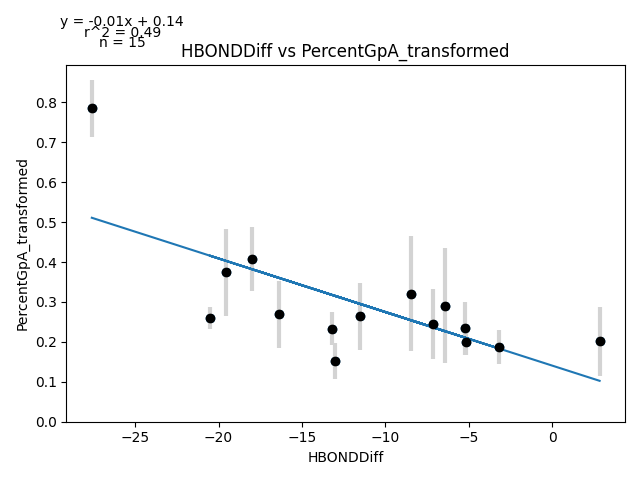 y = -0.01x + 0.14
r^2 = 0.49
n = 15
HBONDDiff vs PercentGpA_transformed
PercentGpA_transformed
0.8
0.7
0.6
0.5
0.4
0.3
0.2
0.1
0.0
−25
−20
−15
−10
−5
0
HBONDDiff